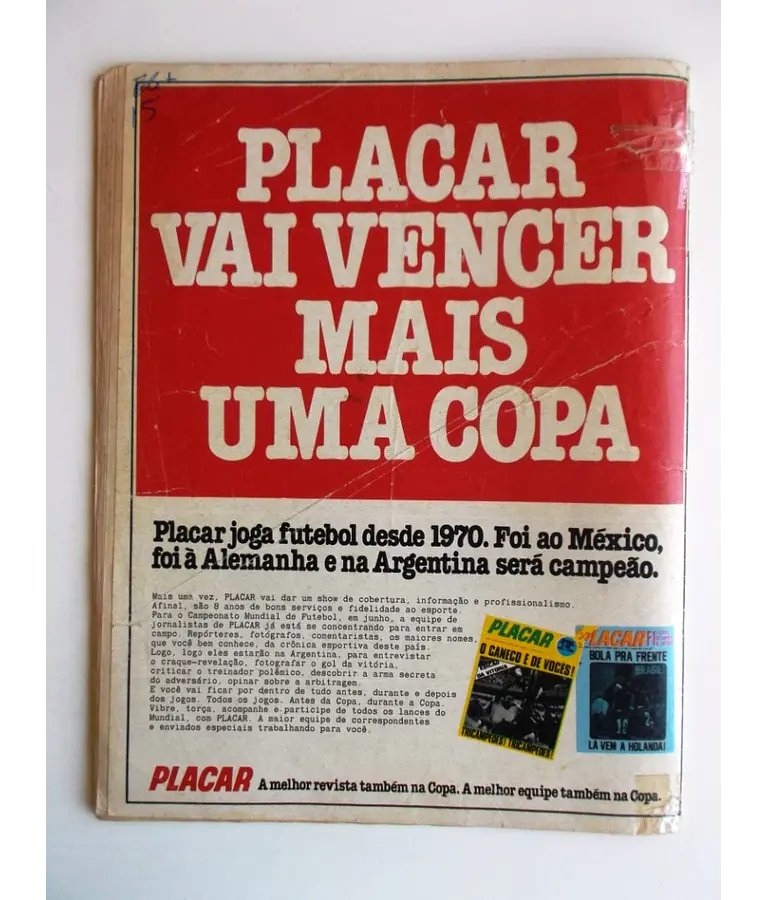 PLACAR
VAI VENCER
MAIS
UMA COPA
Placar joga futebol desde 1970. Foi ao México,
foi à Alemanha e na Argentina será campeão.
Mais uma vez, PLACAR vai dar um show de cobertura, informação e profissionalismo.
Afinal, são 8 anos de bons serviços e fidelidade ao esporte.
Para o Campeonato Mundial de Futebol, em junho, a equipe de
jornalistas de PLACAR já está se concentrando para entrar em
campo. Repórteres, fotógrafos, comentaristas, os maiores nomes,
que você bem conhece, da crônica esportiva deste país.
Logo, logo eles estarão na Argentina, para entrevistar
o craque-revelação, fotografar o gol da vitória,
criticar o treinador polêmico, descobrir a arma secreta
do adversário, opinar sobre a arbitragem.
E você vai ficar por dentro de tudo antes, durante e depois
dos jogos. Todos os jogos. Antes da Copa, durante a Copa.
Vibre, torça, acompanhe e participe de todos os lances do
Mundial, com PLACAR. A maior equipe de correspondentes
e enviados especiais trabalhando para você.
PLACAR
O CANECO É DE VOCÊS!
TRICAMPEÕES! TRICAMPEÕES!
PLACAR
BOLA PRA FRENTE
BRASIL!
LÁ VEM A HOLANDA!
PLACAR A melhor revista também na Copa. A melhor equipe também na Copa.